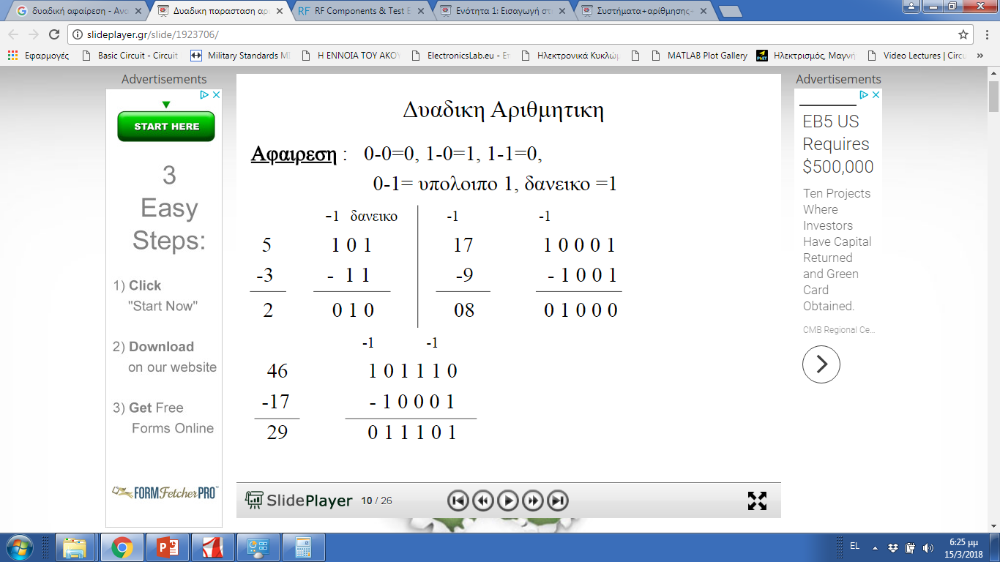 δυαδική αφαίρεση - Ανα
Δυαδικη παρασταση αρι
RF RF Components & Test E
Ενότητα 1: Εισαγωγή στ
Συστήματα+αρίθμησης-
slideplayer.gr/slide/1923706/
Εφαρμογές
Basic Circuit - Circuit
Military Standards MI
Η ΕΝΝΟΙΑ ΤΟΥ ΑΚΟΥ
ElectronicsLab.eu - Επ
Ηλεκτρονικά Κυκλώμ
MATLAB Plot Gallery
Ηλεκτρισμός, Μαγνή
Video Lectures | Circu
»
Advertisements
START HERE
3
Easy
Steps:
1) Click
"Start Now"
2) Download
on our website
3) Get Free
Forms Online
FORMFetcherPRO™
Δυαδικη Αριθμητικη
Αφαιρεση : 0-0=0, 1-0=1, 1-1=0,
0-1= υπολοιπο 1, δανεικο =1
-1 δανεικο -1 -1
5 1 0 1 17 1 0 0 0 1
-3 - 1 1 -9 - 1 0 0 1
2 0 1 0 08 0 1 0 0 0
-1 -1
46 1 0 1 1 1 0
-17 - 1 0 0 0 1
29 0 1 1 1 0 1
SlidePlayer 10 / 26
Advertisements
EB5 US
Requires
$500,000
Ten Projects
Where
Investors
Have Capital
Returned
and Green
Card
Obtained.
CMB Regional Ce...
EL
6:25 μμ
15/3/2018